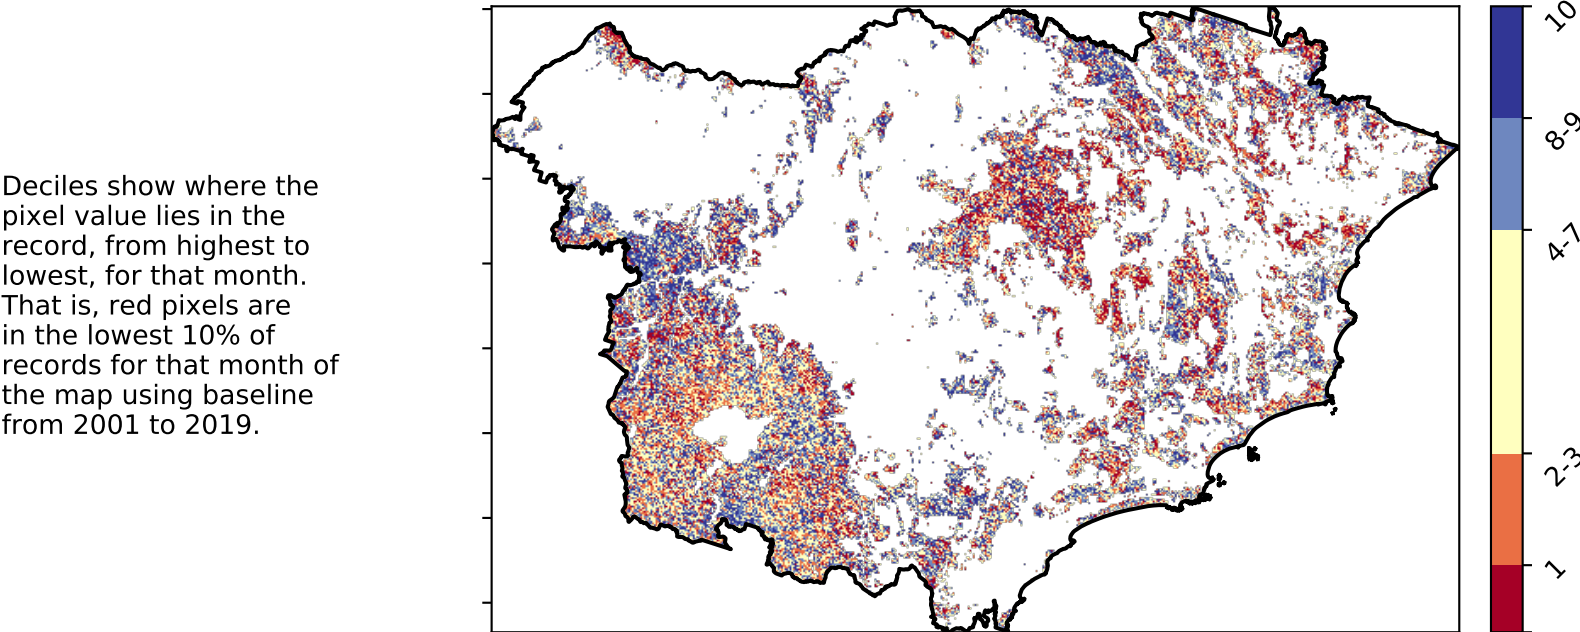 Deciles show where the
pixel value lies in the
record, from highest to
lowest, for that month.
That is, red pixels are
in the lowest 10% of
records for that month of
the map using baseline
from 2001 to 2019.
10
8-9
4-7
2-3
1